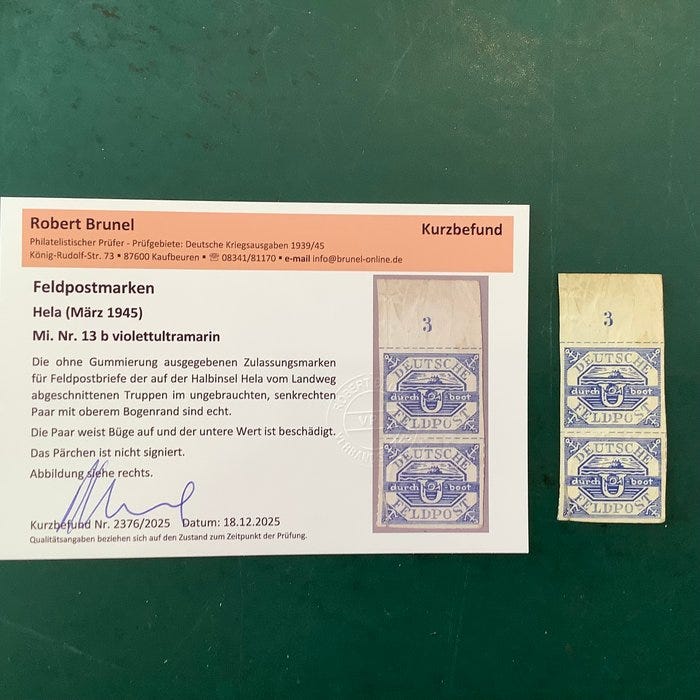 Robert Brunel
Kurzbefund
Philatelistischer Prüfer - Prüfgebiete: Deutsche Kriegsausgaben 1939/45
König-Rudolf-Str. 73 ▪ 87600 Kaufbeuren ▪ ☏ 08341/81170 ▪ e-mail info@brunel-online.de
Feldpostmarken
Hela (März 1945)
Mi. Nr. 13 b violettultramarin
Die ohne Gummierung ausgegebenen Zulassungsmarken
für Feldpostbriefe der auf der Halbinsel Hela vom Landweg
abgeschnittenen Truppen im ungebrauchten, senkrechten
Paar mit oberem Bogenrand sind echt.
Die Paar weist Büge auf und der untere Wert ist beschädigt.
Das Pärchen ist nicht signiert.
Abbildung siehe rechts.
Kurzbefund Nr. 2376/2025 Datum: 18.12.2025
Qualitätsangaben beziehen sich auf den Zustand zum Zeitpunkt der Prüfung.
3
DEUTSCHE
durch U-boot
FELDPOST
DEUTSCHE
durch U-boot
FELDPOST
3
DEUTSCHE
durch U-boot
FELDPOST
DEUTSCHE
durch U-boot
FELDPOST